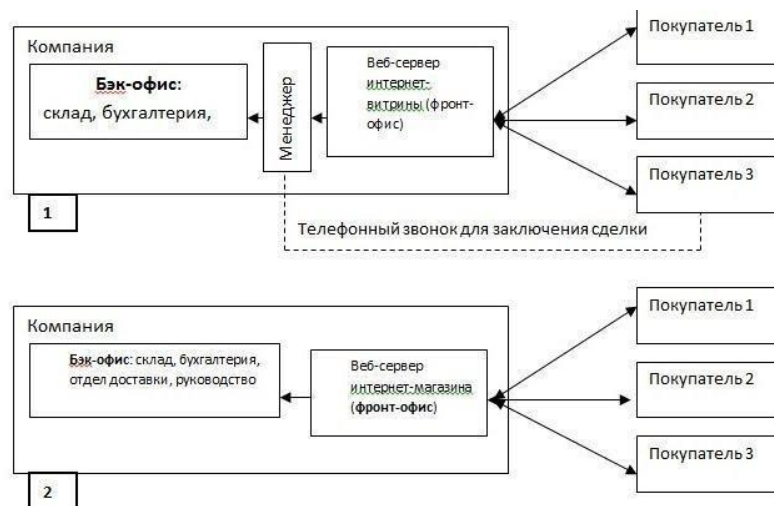 Компания
Бэк-офис:
склад, бухгалтерия,
Менеджер
Веб-сервер
интернет-
витрины (фронт-
офис)
Покупатель 1
Покупатель 2
Покупатель 3
1
Телефонный звонок для заключения сделки
Компания
Бэк-офис: склад, бухгалтерия,
отдел доставки, руководство
Веб-сервер
интернет-магазина
(фронт-офис)
Покупатель 1
Покупатель 2
Покупатель 3
2